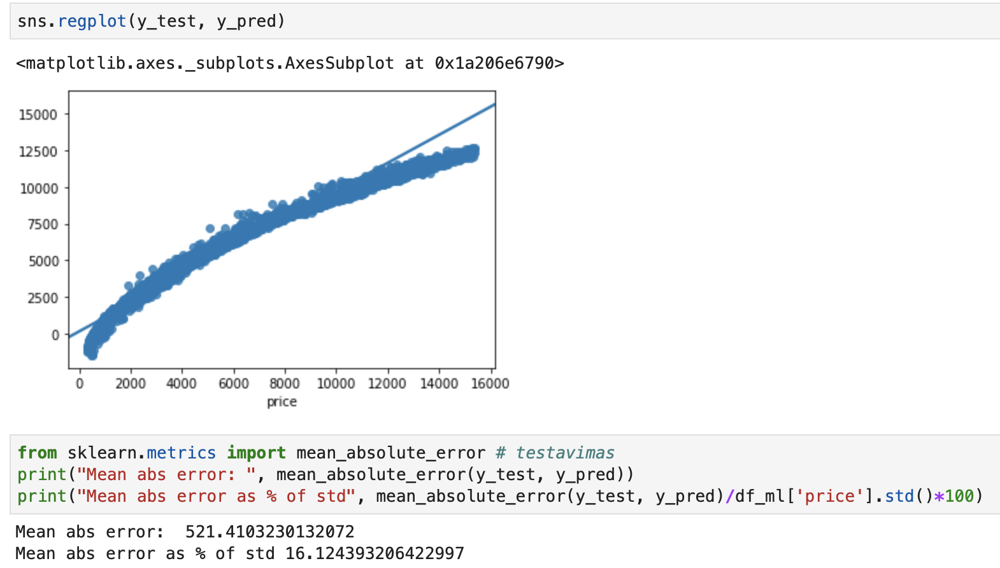 sns.regplot(y_test, y_pred)
<matplotlib.axes._subplots.AxesSubplot at 0x1a206e6790>
15000
12500
10000
7500
5000
2500
0
0 2000 4000 6000 8000 10000 12000 14000 16000
price
from sklearn.metrics import mean_absolute_error # testavimas
print("Mean abs error: ", mean_absolute_error(y_test, y_pred))
print("Mean abs error as % of std", mean_absolute_error(y_test, y_pred)/df_ml['price'].std()*100)
Mean abs error:  521.4103230132072
Mean abs error as % of std 16.124393206422997